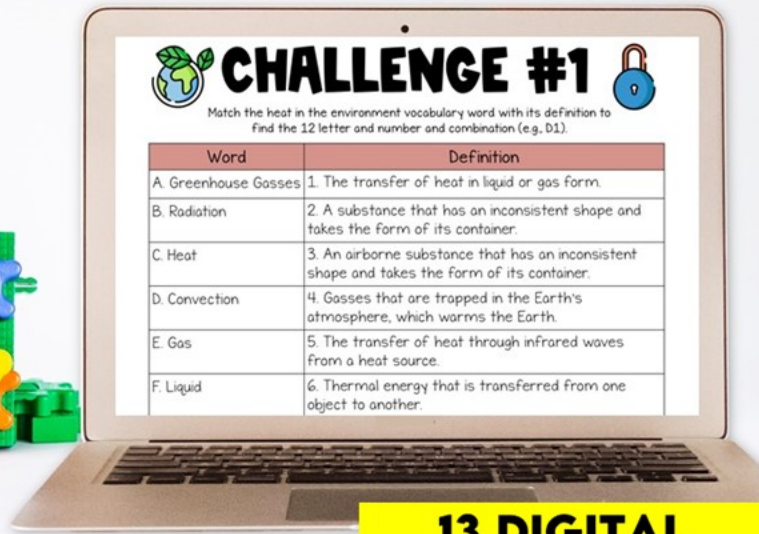 CHALLENGE #1
Match the heat in the environment vocabulary word with its definition to
find the 12 letter and number and combination (e.g., D1).
Word Definition
A. Greenhouse Gasses 1. The transfer of heat in liquid or gas form.
B. Radiation 2. A substance that has an inconsistent shape and
takes the form of its container.
C. Heat 3. An airborne substance that has an inconsistent
shape and takes the form of its container.
D. Convection 4. Gasses that are trapped in the Earth's
atmosphere, which warms the Earth.
E. Gas 5. The transfer of heat through infrared waves
from a heat source.
F. Liquid 6. Thermal energy that is transferred from one
object to another.
13 DIGITAL